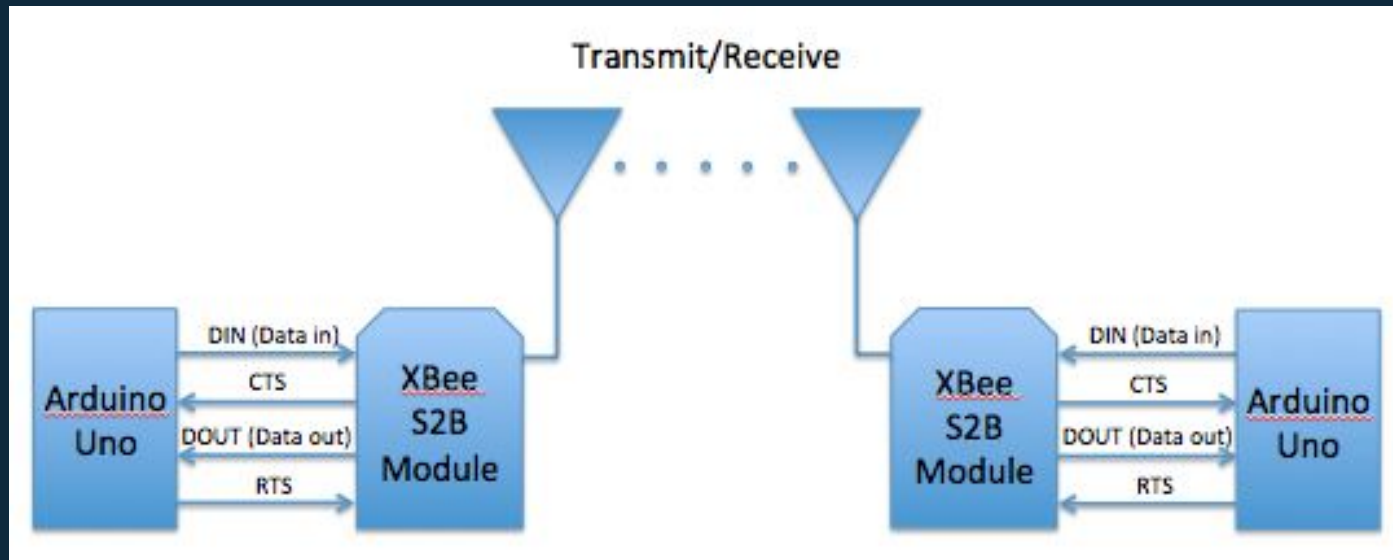 Transmit/Receive
DIN (Data in)
CTS
DOUT (Data out)
RTS
Arduino
Uno
XBee
S2B
Module
XBee
S2B
Module
DIN (Data in)
CTS
DOUT (Data out)
RTS
Arduino
Uno